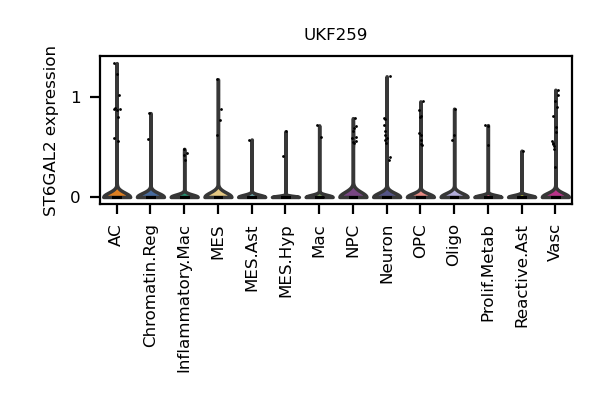 UKF259
ST6GAL2 expression
1
0
AC
Chromatin.Reg
Inflammatory.Mac
MES
MES.Ast
MES.Hyp
Mac
NPC
Neuron
OPC
Oligo
Prolif.Metab
Reactive.Ast
Vasc